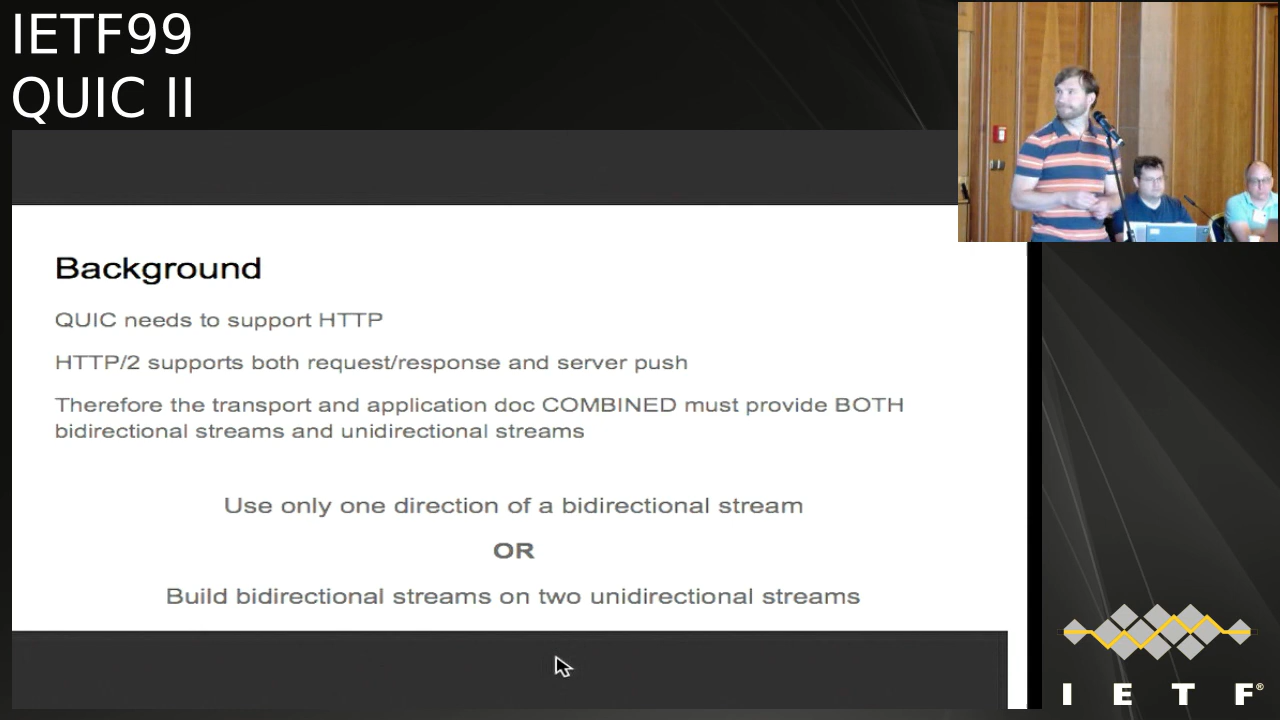 IETF99
QUIC II
Background
QUIC needs to support HTTP
HTTP/2 supports both request/response and server push
Therefore the transport and application doc COMBINED must provide BOTH
bidirectional streams and unidirectional streams
Use only one direction of a bidirectional stream
OR
Build bidirectional streams on two unidirectional streams
I E T F®